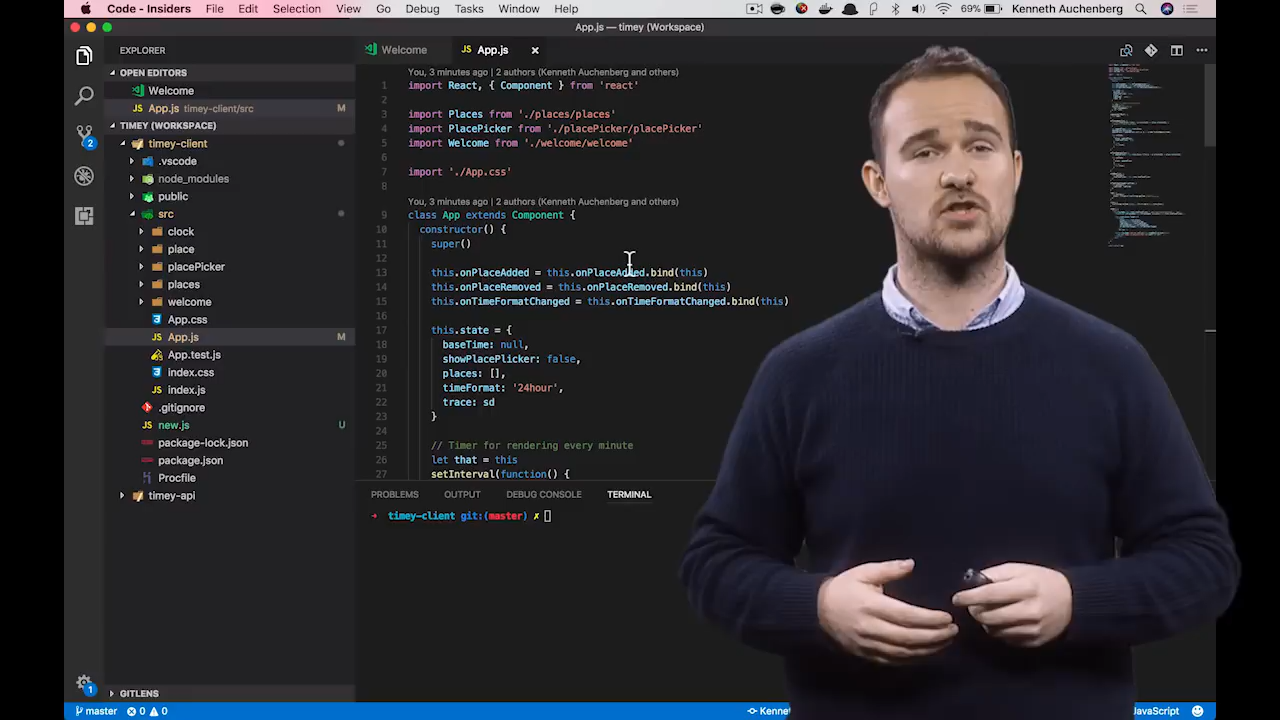 Code - Insiders File Edit Selection View Go Debug Tasks Window Help 69% Kenneth Auchenberg
App.js — timey (Workspace)
EXPLORER
OPEN EDITORS
Welcome
App.js timey-client/src M
TIMEY (WORKSPACE)
timey-client
.vscode
node_modules
public
src
clock
place
placePicker
places
welcome
App.css
App.js M
App.test.js
index.css
index.js
.gitignore
new.js U
package-lock.json
package.json
Procfile
timey-api
GITLENS
2
1
Welcome App.js
You, 3 minutes ago | 2 authors (Kenneth Auchenberg and others)
1 import React, { Component } from 'react'
2
3 import Places from './places/places'
4 import PlacePicker from './placePicker/placePicker'
5 import Welcome from './welcome/welcome'
6
7 import './App.css'
8
You, 3 minutes ago | 2 authors (Kenneth Auchenberg and others)
9 class App extends Component {
10 constructor() {
11 super()
12
13 this.onPlaceAdded = this.onPlaceAdded.bind(this)
14 this.onPlaceRemoved = this.onPlaceRemoved.bind(this)
15 this.onTimeFormatChanged = this.onTimeFormatChanged.bind(this)
16
17 this.state = {
18 baseTime: null,
19 showPlacePlicker: false,
20 places: [],
21 timeFormat: '24hour',
22 trace: sd
23 }
24
25 // Timer for rendering every minute
26 let that = this
27 setInterval(function() {
PROBLEMS OUTPUT DEBUG CONSOLE TERMINAL
➜ timey-client git:(master) ✗
master 0 0 Kenne JavaScript